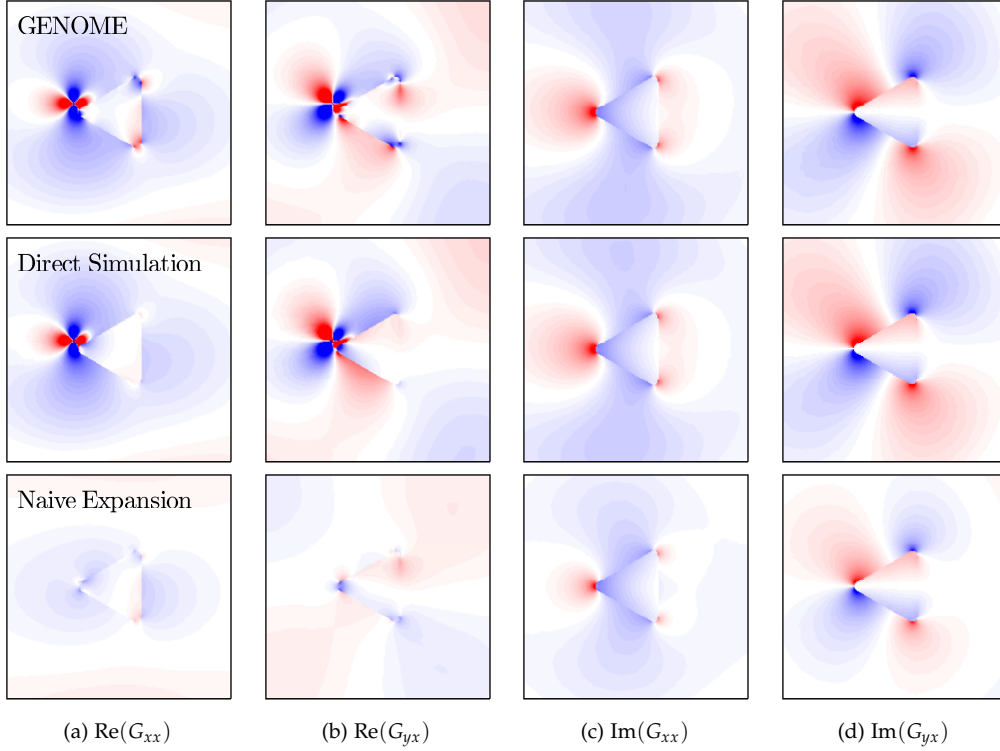 GENOME
Direct Simulation
Naive Expansion
(a) Re(Gxx) (b) Re(Gyx) (c) Im(Gxx) (d) Im(Gyx)